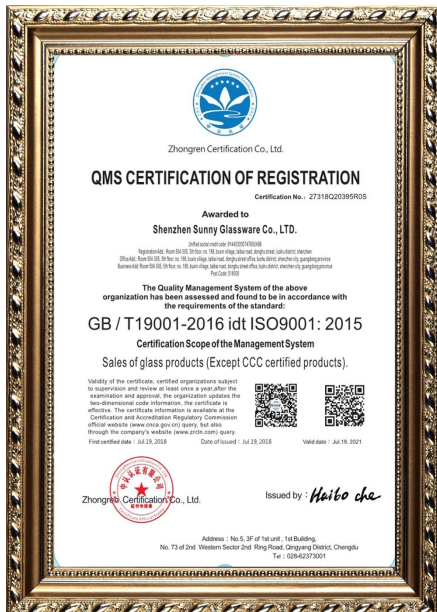 Zhongren Certification Co., Ltd.
QMS CERTIFICATION OF REGISTRATION
Certification No.: 27318Q20395R0S
Awarded to
Shenzhen Sunny Glassware Co., LTD.
The Quality Management System of the above
organization has been assessed and found to be in accordance with
the requirements of the standard:
GB / T19001-2016 idt ISO9001: 2015
Certification Scope of the Management System
Sales of glass products (Except CCC certified products).
Validity of the certificate, certified organizations subject
to supervision and review at least once a year,after the
examination and approval, the organization updates the
two-dimensional code information, the certificate is
effective. The certificate information is available at the
Certification and Accreditation Regulatory Commission
official website (www.cnca.gov.cn) query, but also
through the company's website (www.zrcln.com) query.
First certified date : Jul.19, 2018 Date of Issued : Jul.19, 2018 Valid date : Jul.18, 2021
Zhongren Certification Co., Ltd.
Issued by : Haibo che
Address : No.5, 3F of 1st unit , 1st Building,
No. 73 of 2nd Western Sector 2nd Ring Road, Qingyang District, Chengdu
Tel : 028-62373001